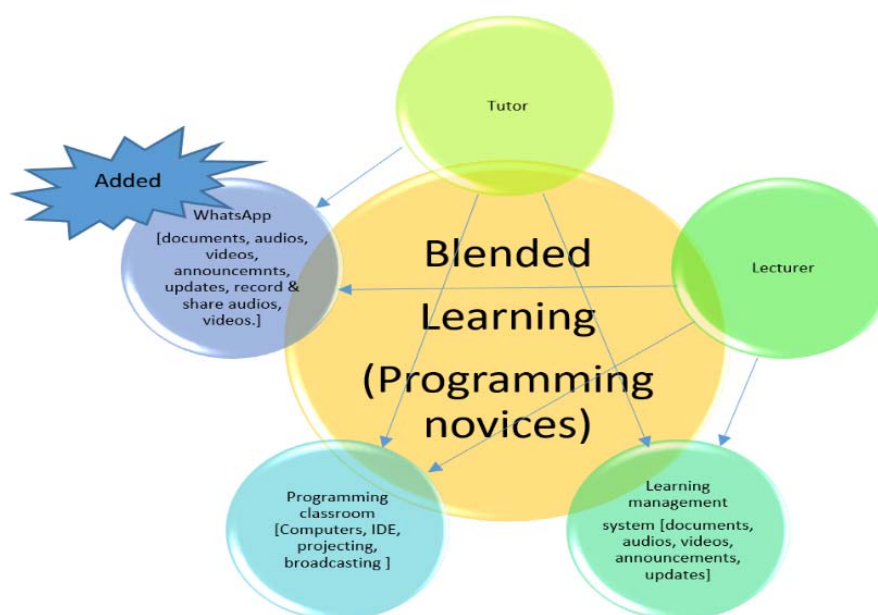 Tutor
Added
WhatsApp
[documents, audios,
videos,
announcemnts,
updates, record &
share audios,
videos.]
Blended
Learning
(Programming
novices)
Lecturer
Programming
classroom
[Computers, IDE,
projecting,
broadcasting ]
Learning
management
system [documents,
audios, videos,
announcements,
updates]